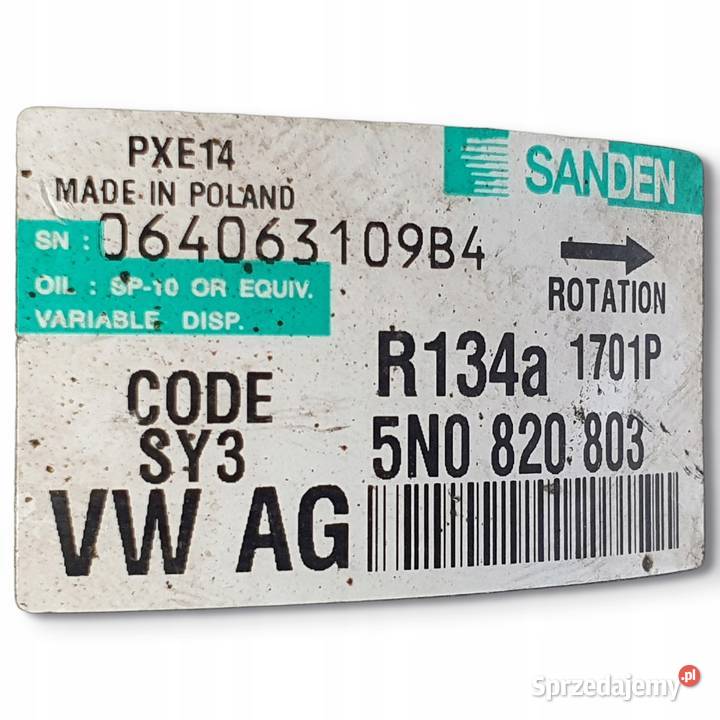 PXE14
SANDEN
MADE IN POLAND
SN : 064063109B4
OIL : SP-10 OR EQUIV.
VARIABLE DISP.
ROTATION
R134a 1701P
CODE
SY3
5N0 820 803
VW AG
Sprzedajemy.pl